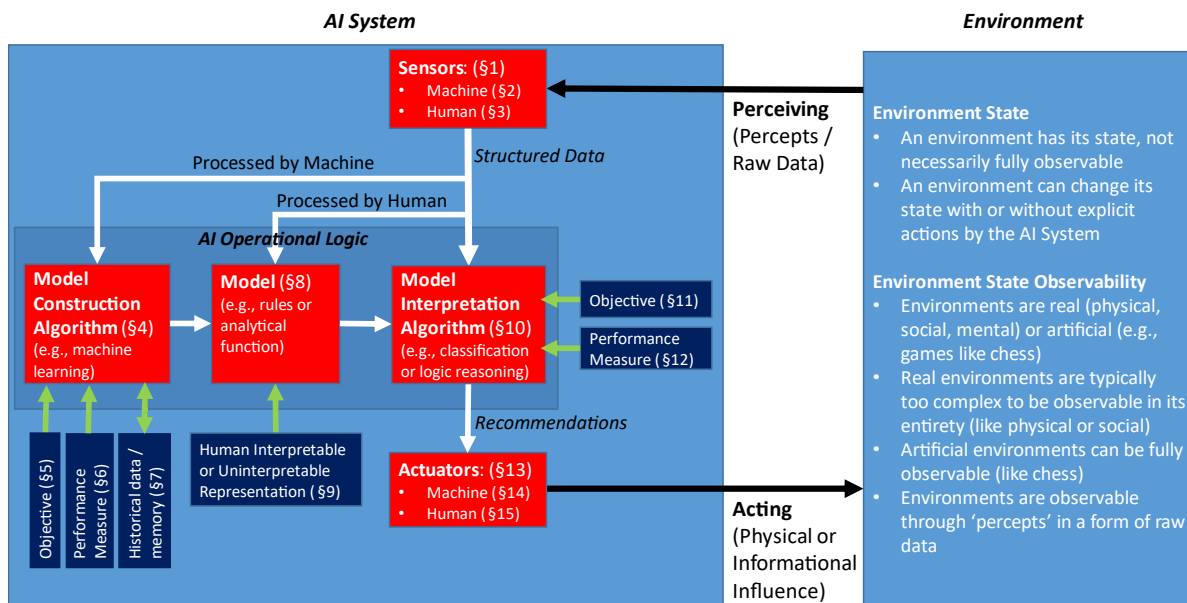 AI System
Environment
Sensors: (§1)
• Machine (§2)
• Human (§3)
Perceiving
(Percepts /
Raw Data)
Structured Data
Processed by Machine
Processed by Human
AI Operational Logic
Model
Construction
Algorithm (§4)
(e.g., machine
learning)
Model (§8)
(e.g., rules or
analytical
function)
Model
Interpretation
Algorithm (§10)
(e.g., classification
or logic reasoning)
Objective (§11)
Performance
Measure (§12)
Objective (§5)
Performance
Measure (§6)
Historical data /
memory (§7)
Human Interpretable
or Uninterpretable
Representation (§9)
Recommendations
Actuators: (§13)
• Machine (§14)
• Human (§15)
Acting
(Physical or
Informational
Influence)
Environment State
• An environment has its state, not
necessarily fully observable
• An environment can change its
state with or without explicit
actions by the AI System
Environment State Observability
• Environments are real (physical,
social, mental) or artificial (e.g.,
games like chess)
• Real environments are typically
too complex to be observable in its
entirety (like physical or social)
• Artificial environments can be fully
observable (like chess)
• Environments are observable
through ‘percepts’ in a form of raw
data